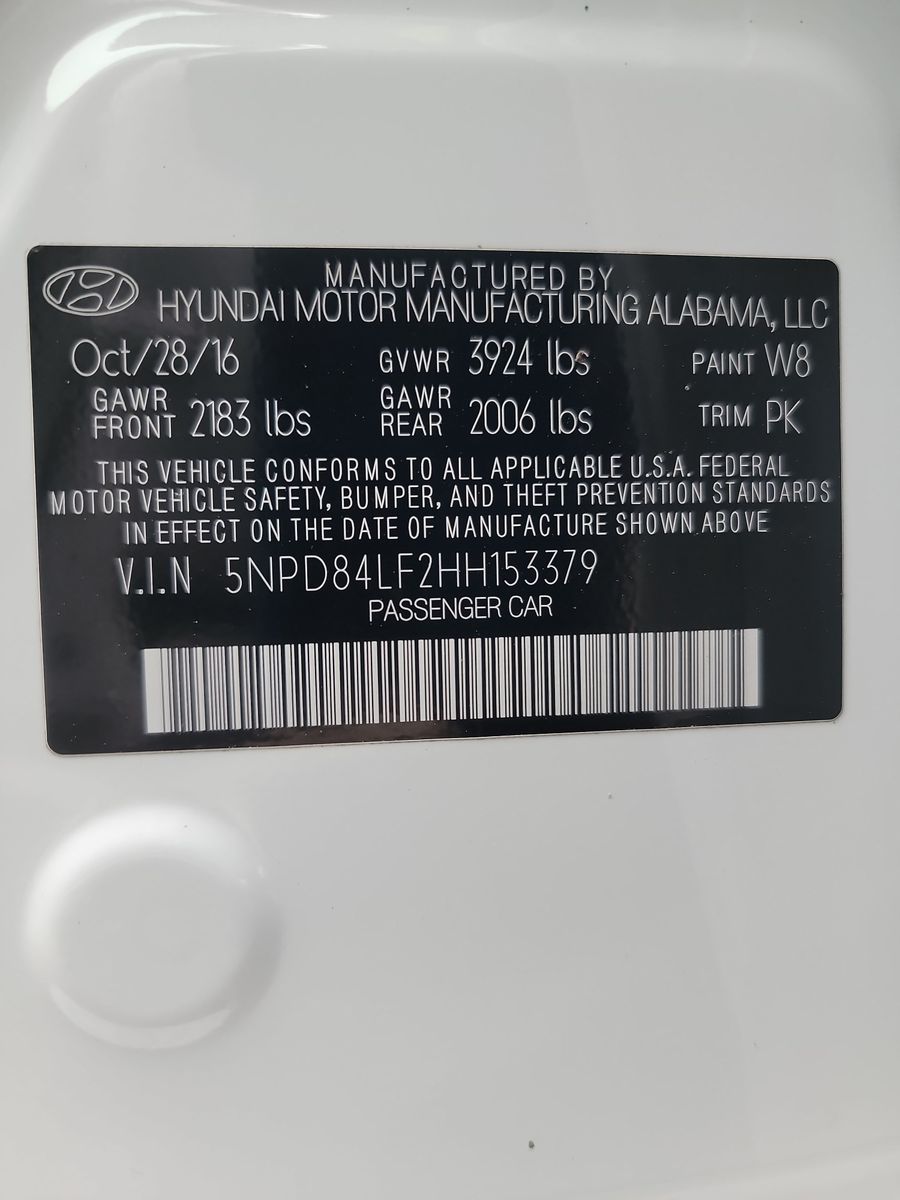 MANUFACTURED BY
HYUNDAI MOTOR MANUFACTURING ALABAMA, LLC
Oct/28/16 GVWR 3924 lbs PAINT W8
GAWR FRONT 2183 lbs GAWR REAR 2006 lbs TRIM PK
THIS VEHICLE CONFORMS TO ALL APPLICABLE U.S.A. FEDERAL
MOTOR VEHICLE SAFETY, BUMPER, AND THEFT PREVENTION STANDARDS
IN EFFECT ON THE DATE OF MANUFACTURE SHOWN ABOVE
V.I.N 5NPD84LF2HH153379
PASSENGER CAR